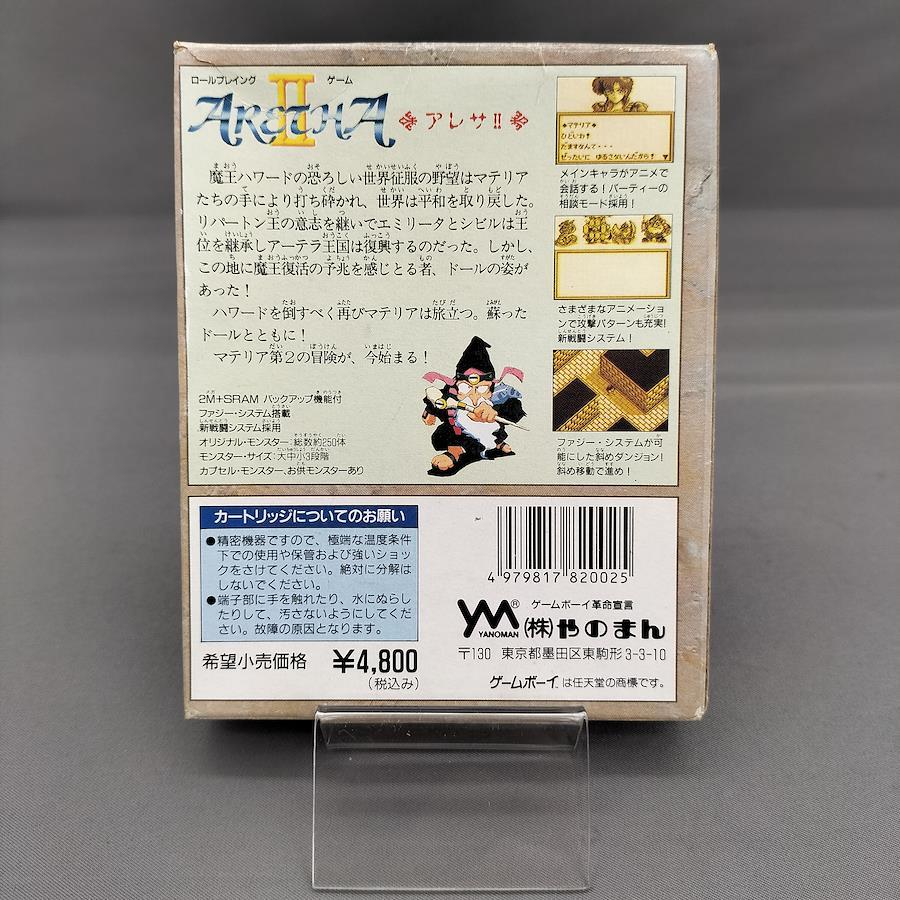 ロールプレイング ゲーム
ARETHA II アレサII
魔王ハワードの恐ろしい世界征服の野望はマテリア
たちの手により打ち砕かれ、世界は平和を取り戻した。
リパートン王の意志を継いでエミリータとシビルは王
位を継承しアーテラ王国は復興するのだった。しかし、
この地に魔王復活の予兆を感じとる者、ドールの姿が
あった！
ハワードを倒すべく再びマテリアは旅立つ。蘇った
ドールとともに！
マテリア第2の冒険が、今始まる！
2M+SRAM バックアップ機能付
ファジー・システム搭載
新戦闘システム採用
オリジナル・モンスター：総数約250体
モンスター・サイズ：大中小3段階
カプセル・モンスター、お供モンスターあり
◆マテリア◆
ひどいわ！
だますなんて・・・
ぜったいに ゆるさないんだから！
メインキャラがアニメで
会話する！パーティーの
相談モード採用！
さまざまなアニメーショ
ンで攻撃パターンも充実！
新戦闘システム！
ファジー・システムが可
能にした斜めダンジョン！
斜め移動で進め！
カートリッジについてのお願い
●精密機器ですので、極端な温度条件
下での使用や保管および強いショッ
クをさけてください。絶対に分解は
しないでください。
●端子部に手を触れたり、水にぬらし
たりして、汚さないようにしてくだ
さい。故障の原因となります。
希望小売価格 ¥4,800
(税込み)
4 979817 820025
YM® ゲームボーイ革命宣言
YANOMAN (株)やのまん
〒130 東京都墨田区東駒形3-3-10
ゲームボーイは任天堂の商標です。